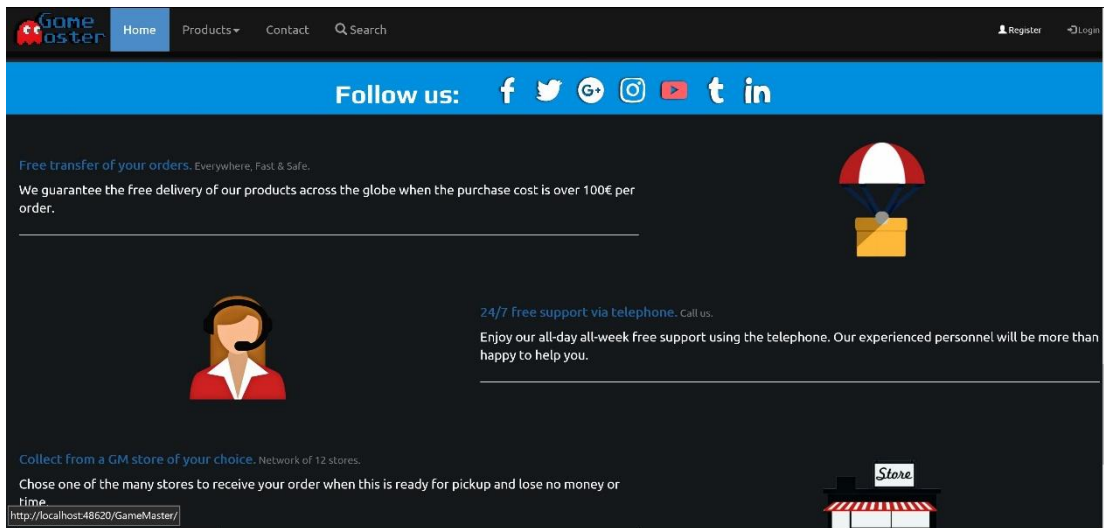 Game
Master
Home Products Contact Search Register Login
Follow us: f G+ t in
Free transfer of your orders. Everywhere, Fast & Safe.
We guarantee the free delivery of our products across the globe when the purchase cost is over 100€ per
order.
24/7 free support via telephone. Call us.
Enjoy our all-day all-week free support using the telephone. Our experienced personnel will be more than
happy to help you.
Collect from a GM store of your choice. Network of 12 stores.
Store
Chose one of the many stores to receive your order when this is ready for pickup and lose no money or
time.
http://localhost:48620/GameMaster/